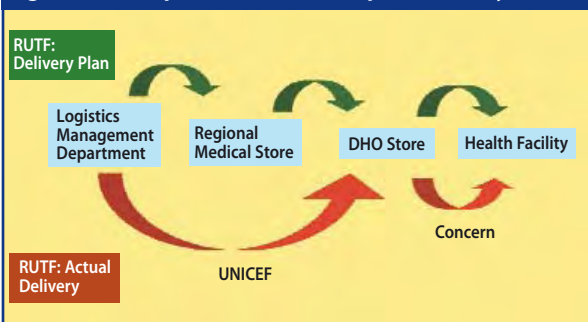 RUTF:
Delivery Plan
Logistics
Management
Department
Regional
Medical Store
DHO Store
Health Facility
Concern
UNICEF
RUTF: Actual
Delivery